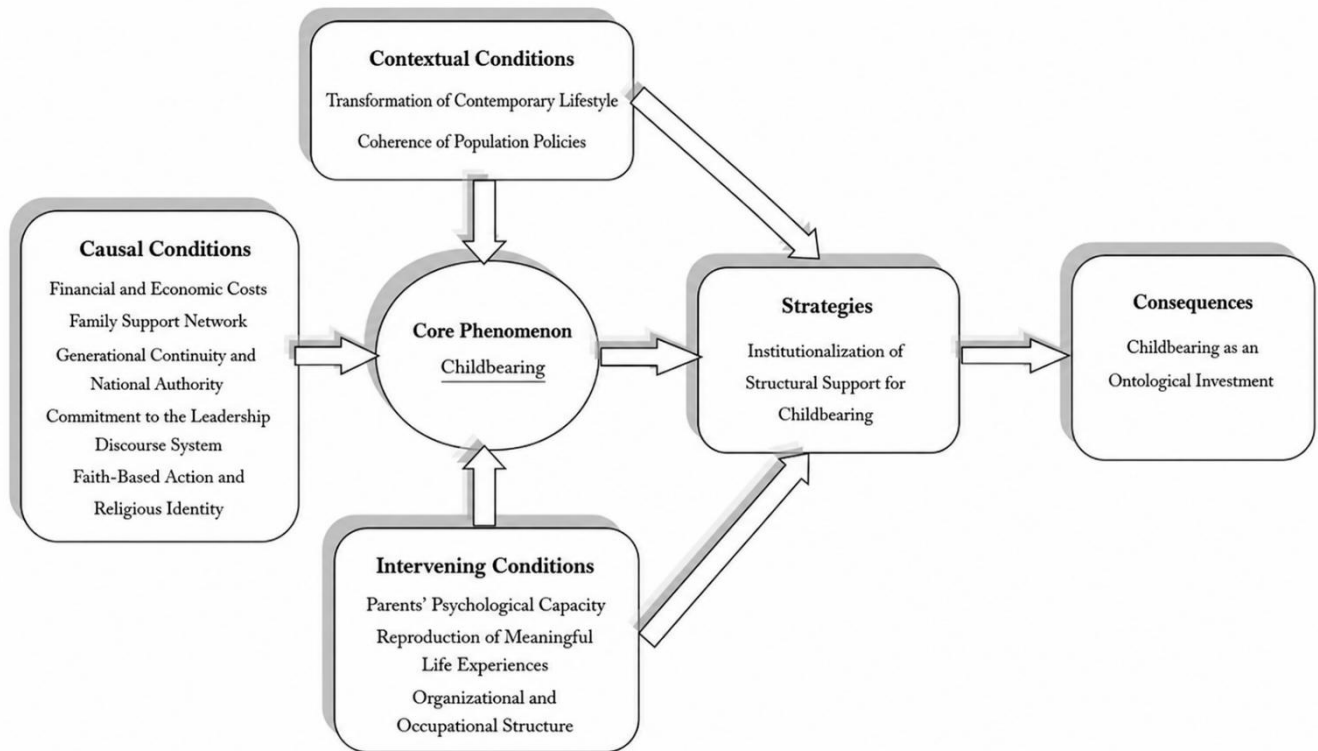 Contextual Conditions
Transformation of Contemporary Lifestyle
Coherence of Population Policies
Causal Conditions
Financial and Economic Costs
Family Support Network
Generational Continuity and
National Authority
Commitment to the Leadership
Discourse System
Faith-Based Action and
Religious Identity
Core Phenomenon
Childbearing
Strategies
Institutionalization of
Structural Support for
Childbearing
Consequences
Childbearing as an
Ontological Investment
Intervening Conditions
Parents’ Psychological Capacity
Reproduction of Meaningful
Life Experiences
Organizational and
Occupational Structure